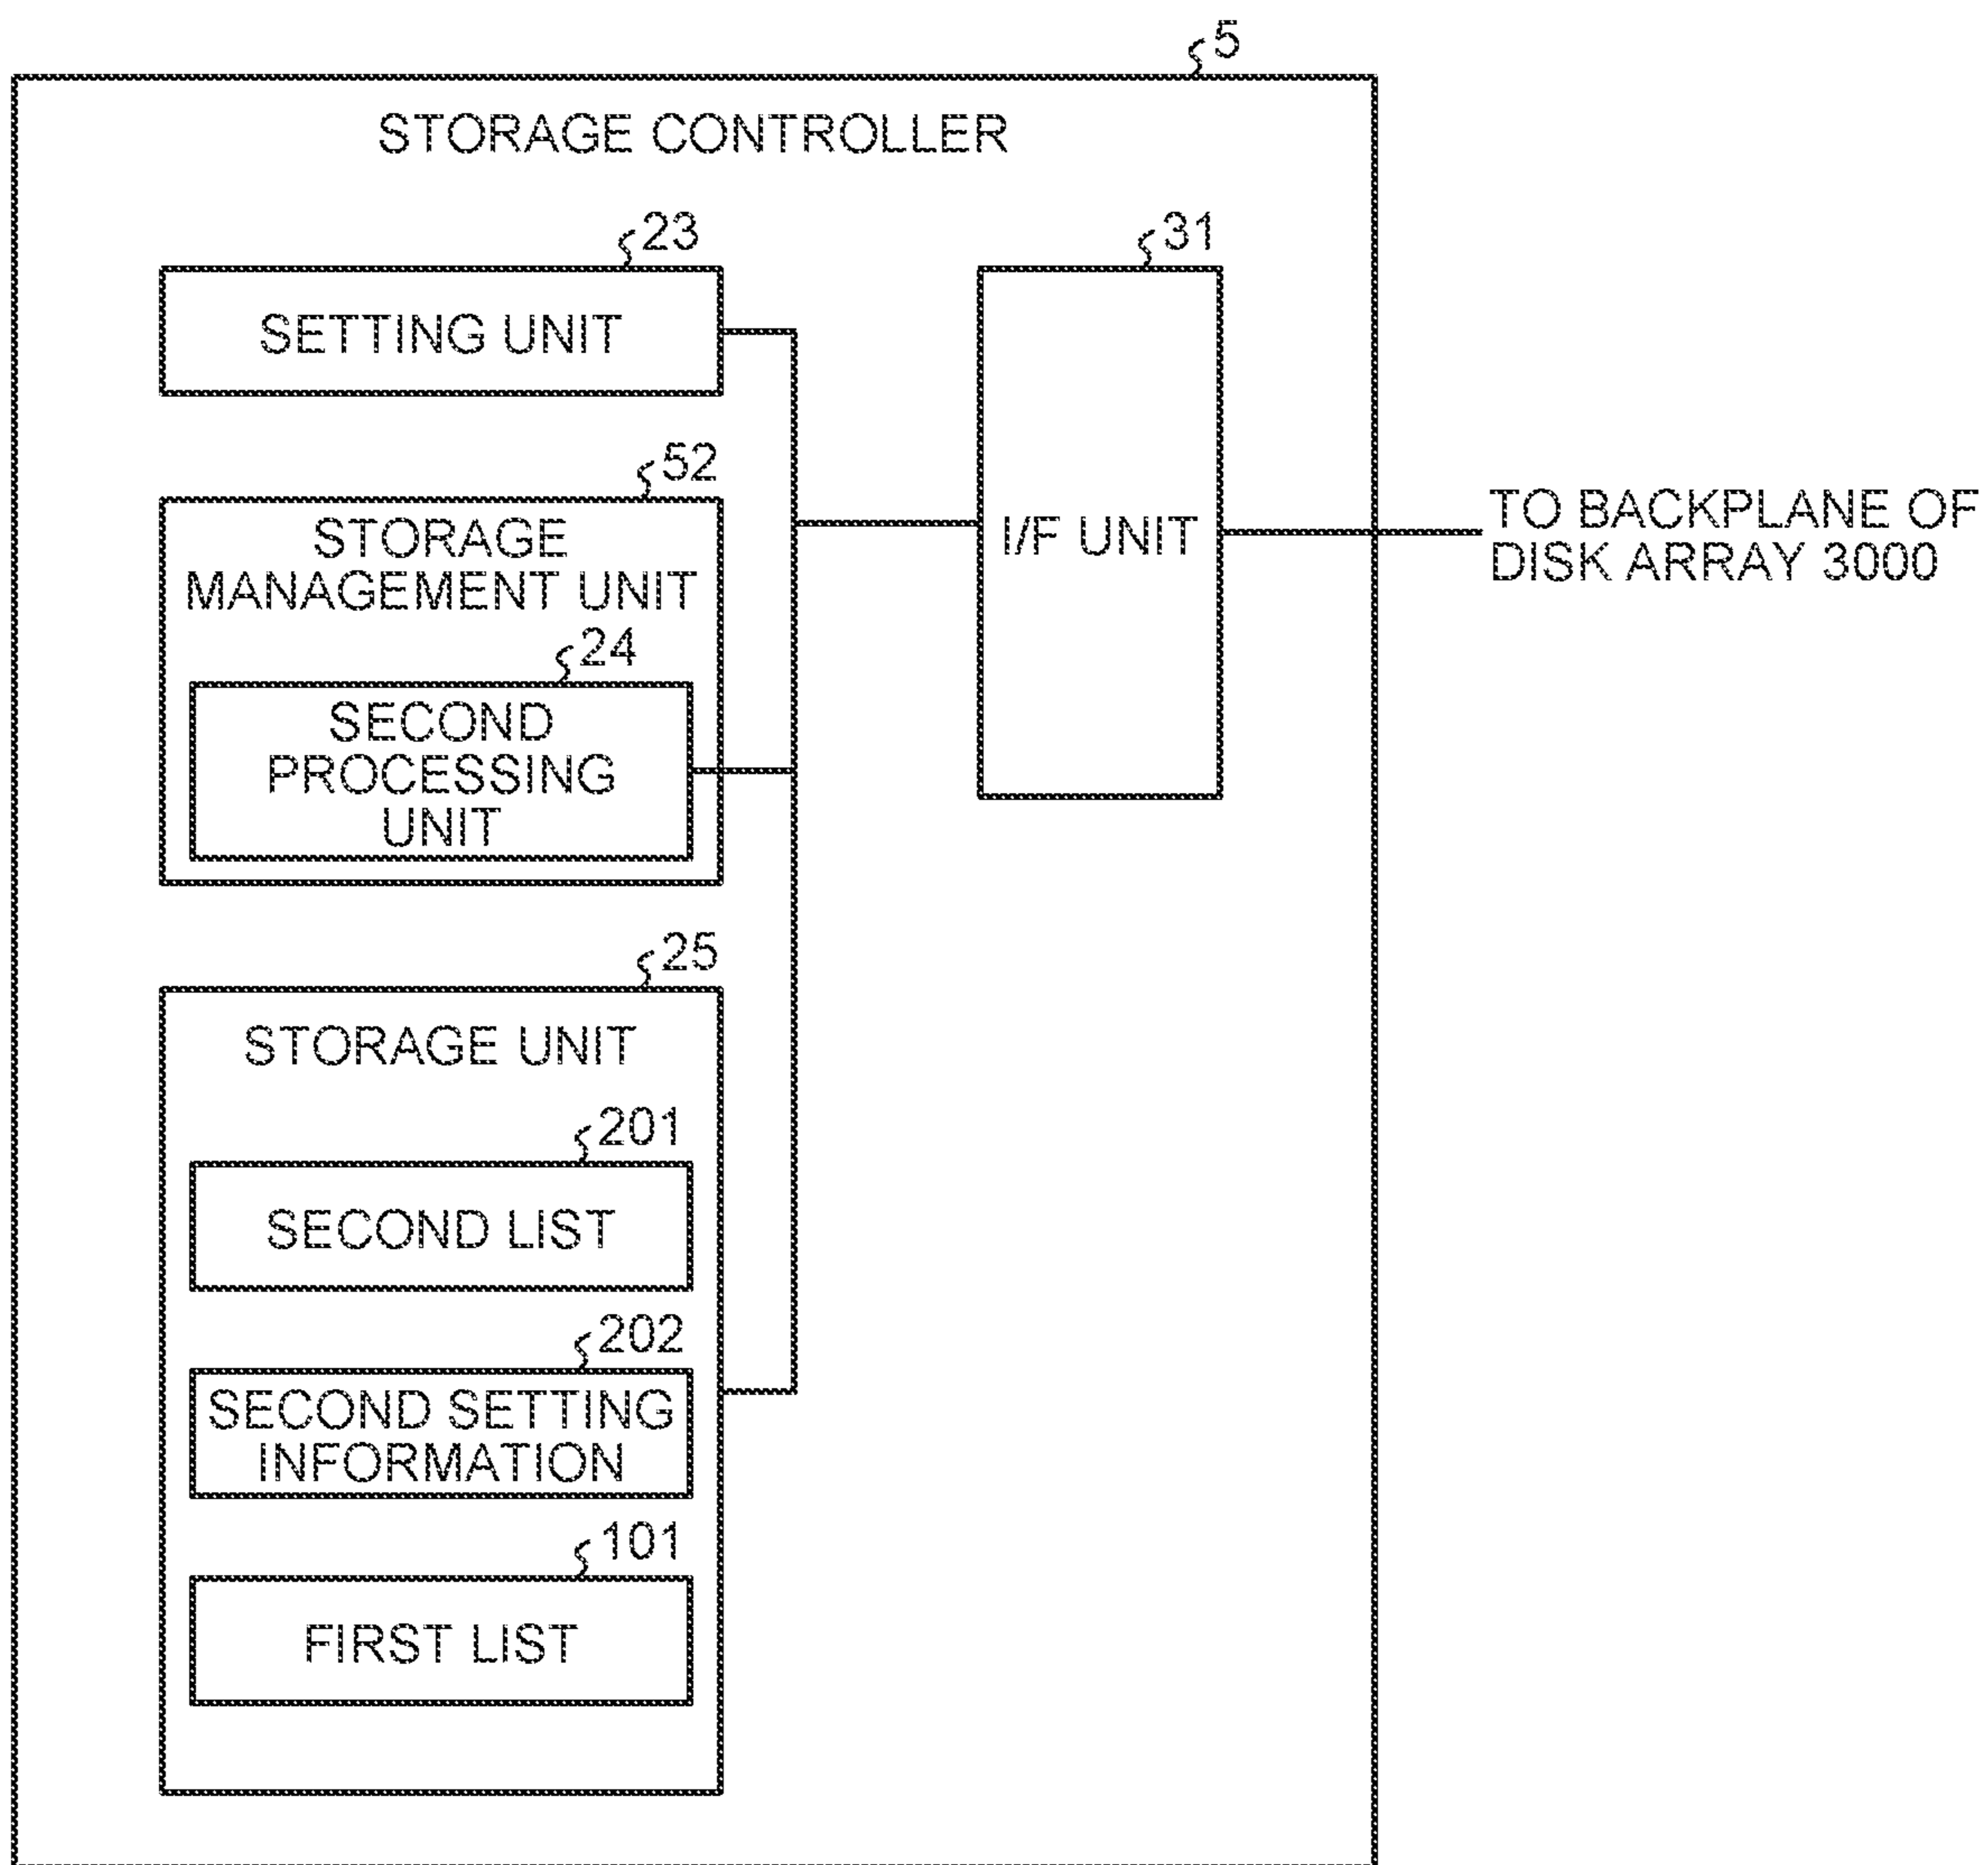 5
STORAGE CONTROLLER
23
SETTING UNIT
31
I/F UNIT
52
STORAGE
MANAGEMENT UNIT
24
SECOND
PROCESSING
UNIT
TO BACKPLANE OF
DISK ARRAY 3000
25
STORAGE UNIT
201
SECOND LIST
202
SECOND SETTING
INFORMATION
101
FIRST LIST